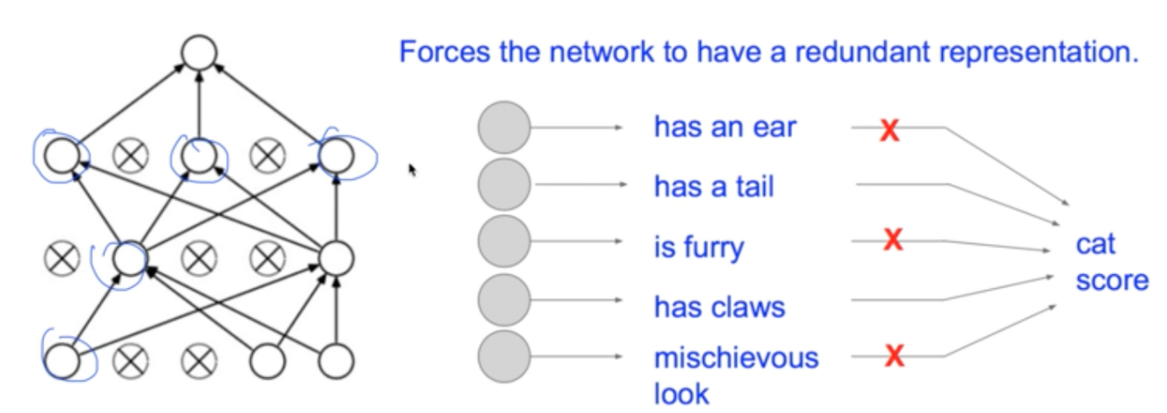 Forces the network to have a redundant representation.
has an ear X
has a tail
is furry X
cat
score
has claws
mischievous X
look